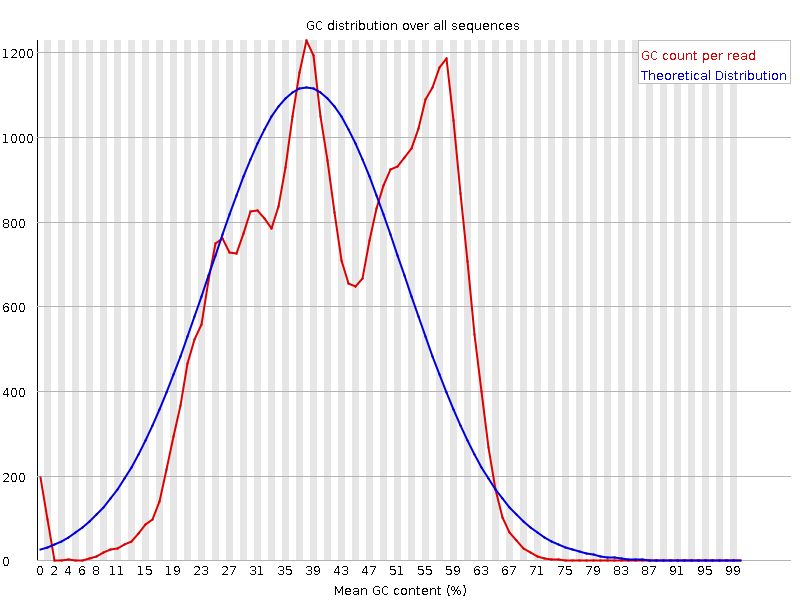 GC distribution over all sequences
GC count per read
Theoretical Distribution
1200
1000
800
600
400
200
0
0 2 4 6 8 11 15 19 23 27 31 35 39 43 47 51 55 59 63 67 71 75 79 83 87 91 95 99
Mean GC content (%)